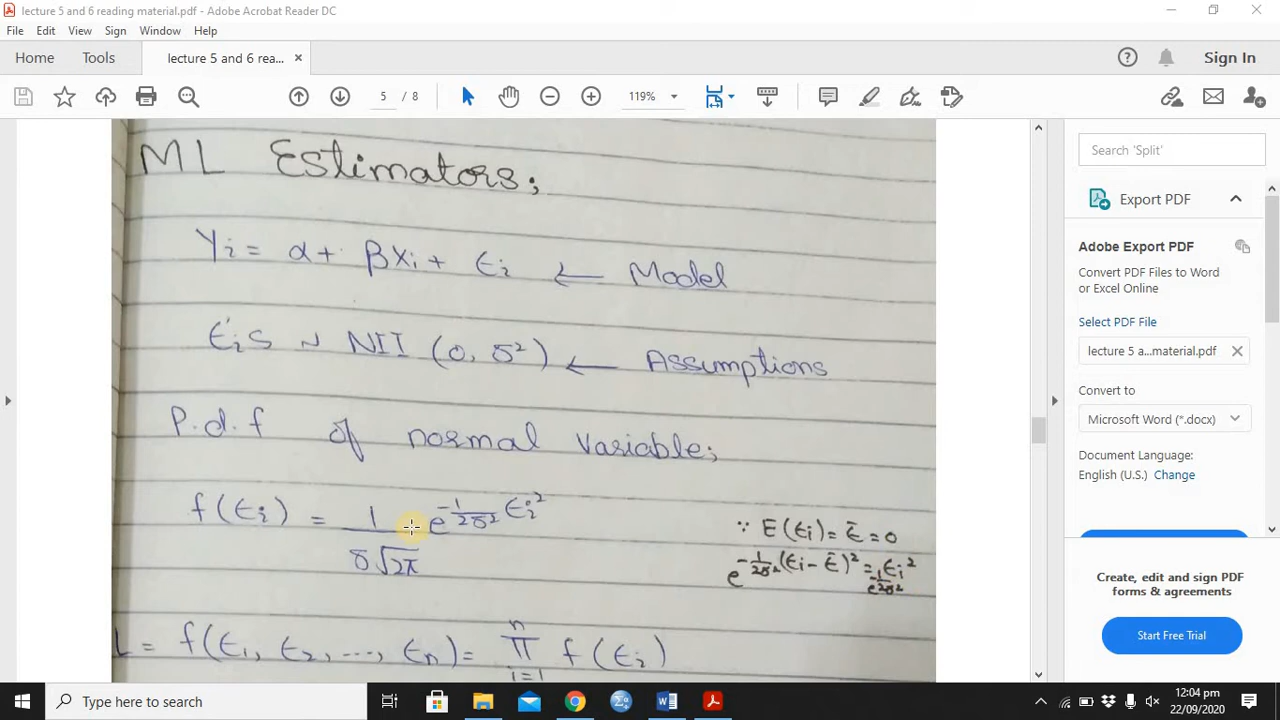 lecture 5 and 6 reading material.pdf - Adobe Acrobat Reader DC
File Edit View Sign Window Help
Home Tools lecture 5 and 6 rea... × Sign In
5 / 8 119%
ML Estimators;
Yi = α + βXi + ϵi ← Model
ϵi's ~ NII (0, σ²) ← Assumptions
P.d.f of normal variable;
f(ϵi) = 1/σ√2π e^-1/2σ² ϵi²
∵ E(ϵi) = ϵ̄ = 0
e^-1/2σ² (ϵi - ϵ̄)² = e^-1/2σ² ϵi²
L = f(ϵ1, ϵ2, ..., ϵn) = π i=1 n f(ϵi)
Search 'Split'
Export PDF
Adobe Export PDF
Convert PDF Files to Word
or Excel Online
Select PDF File
lecture 5 a...material.pdf ×
Convert to
Microsoft Word (*.docx)
Document Language:
English (U.S.) Change
Create, edit and sign PDF
forms & agreements
Start Free Trial
Type here to search
12:04 pm
22/09/2020